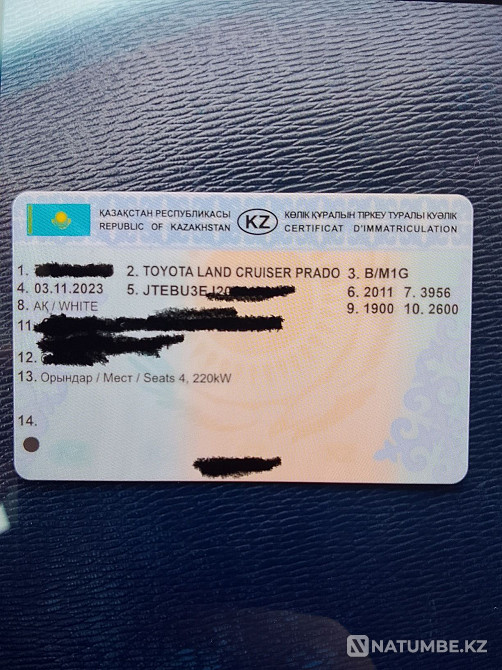 ҚАЗАҚСТАН РЕСПУБЛИКАСЫ
REPUBLIC OF KAZAKHSTAN
KZ
КӨЛІК ҚҰРАЛЫН ТІРКЕУ ТУРАЛЫ КУӘЛІК
CERTIFICAT D'IMMATRICULATION
1. 2. TOYOTA LAND CRUISER PRADO 3. B/M1G
4. 03.11.2023 5. JTEBU3EJ20 6. 2011 7. 3956
8. АҚ / WHITE 9. 1900 10. 2600
11.
12.
13. Орындар / Мест / Seats 4, 220kW
14.
NATUMBE.KZ